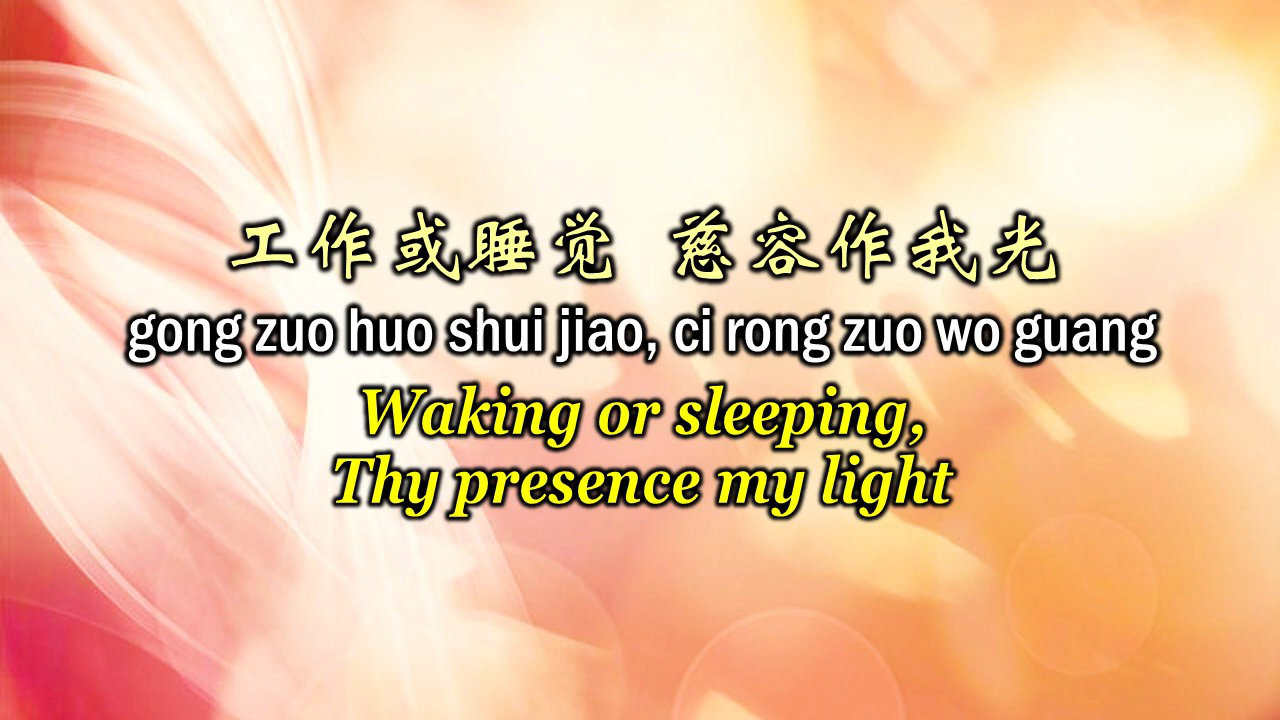 工作或睡觉 慈容作我光
gong zuo huo shui jiao, ci rong zuo wo guang
Waking or sleeping,
Thy presence my light